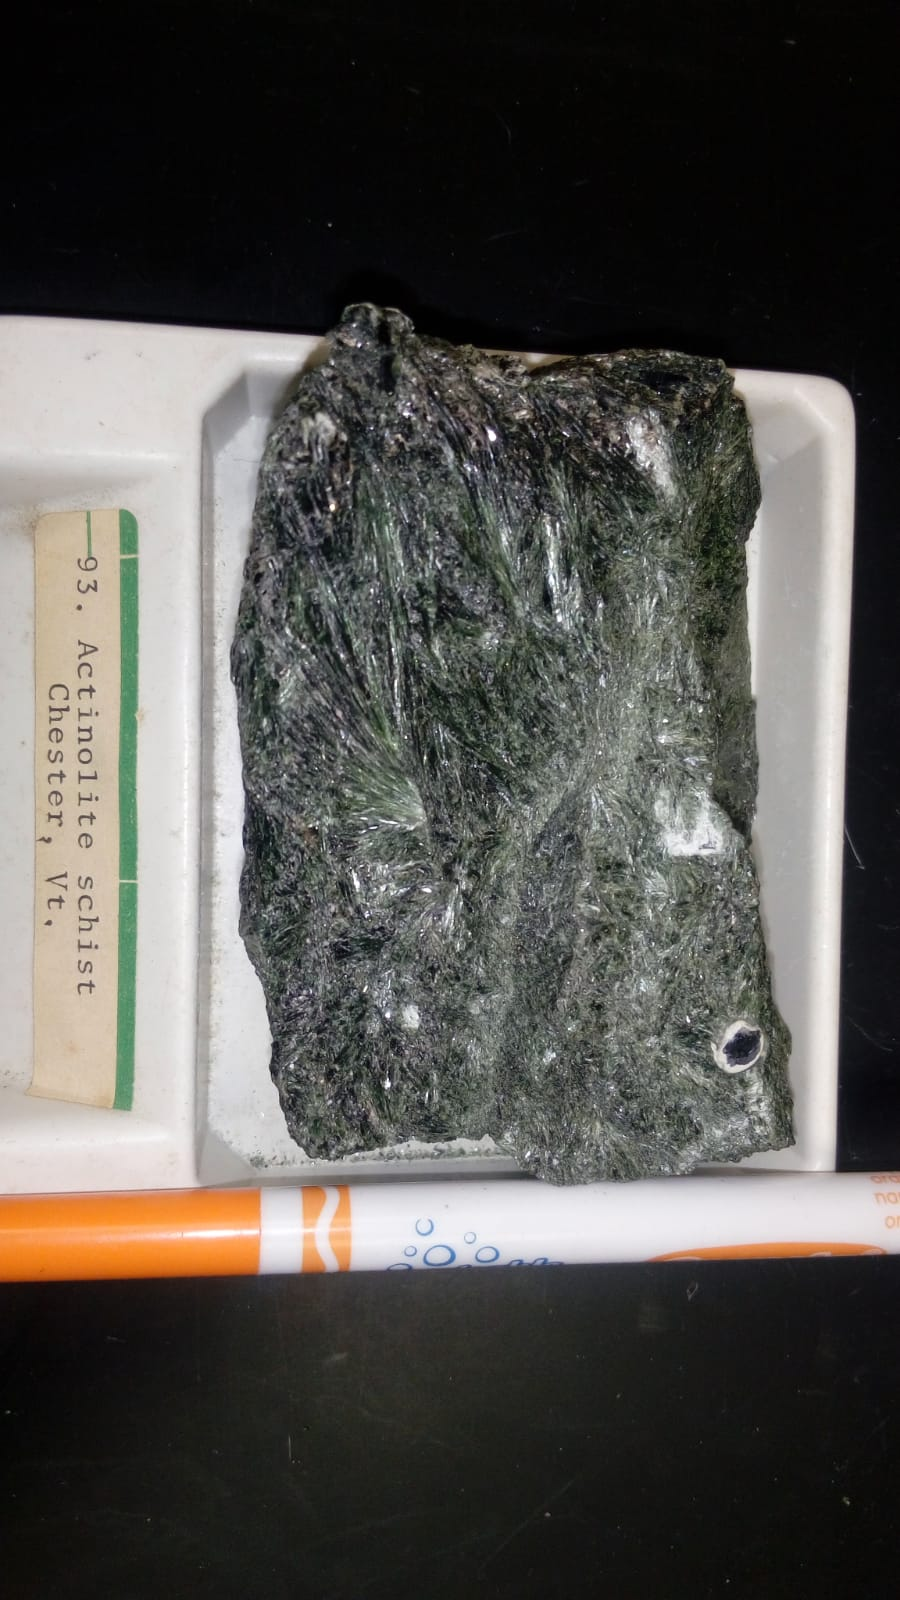 93. Actinolite schist
Chester, Vt.